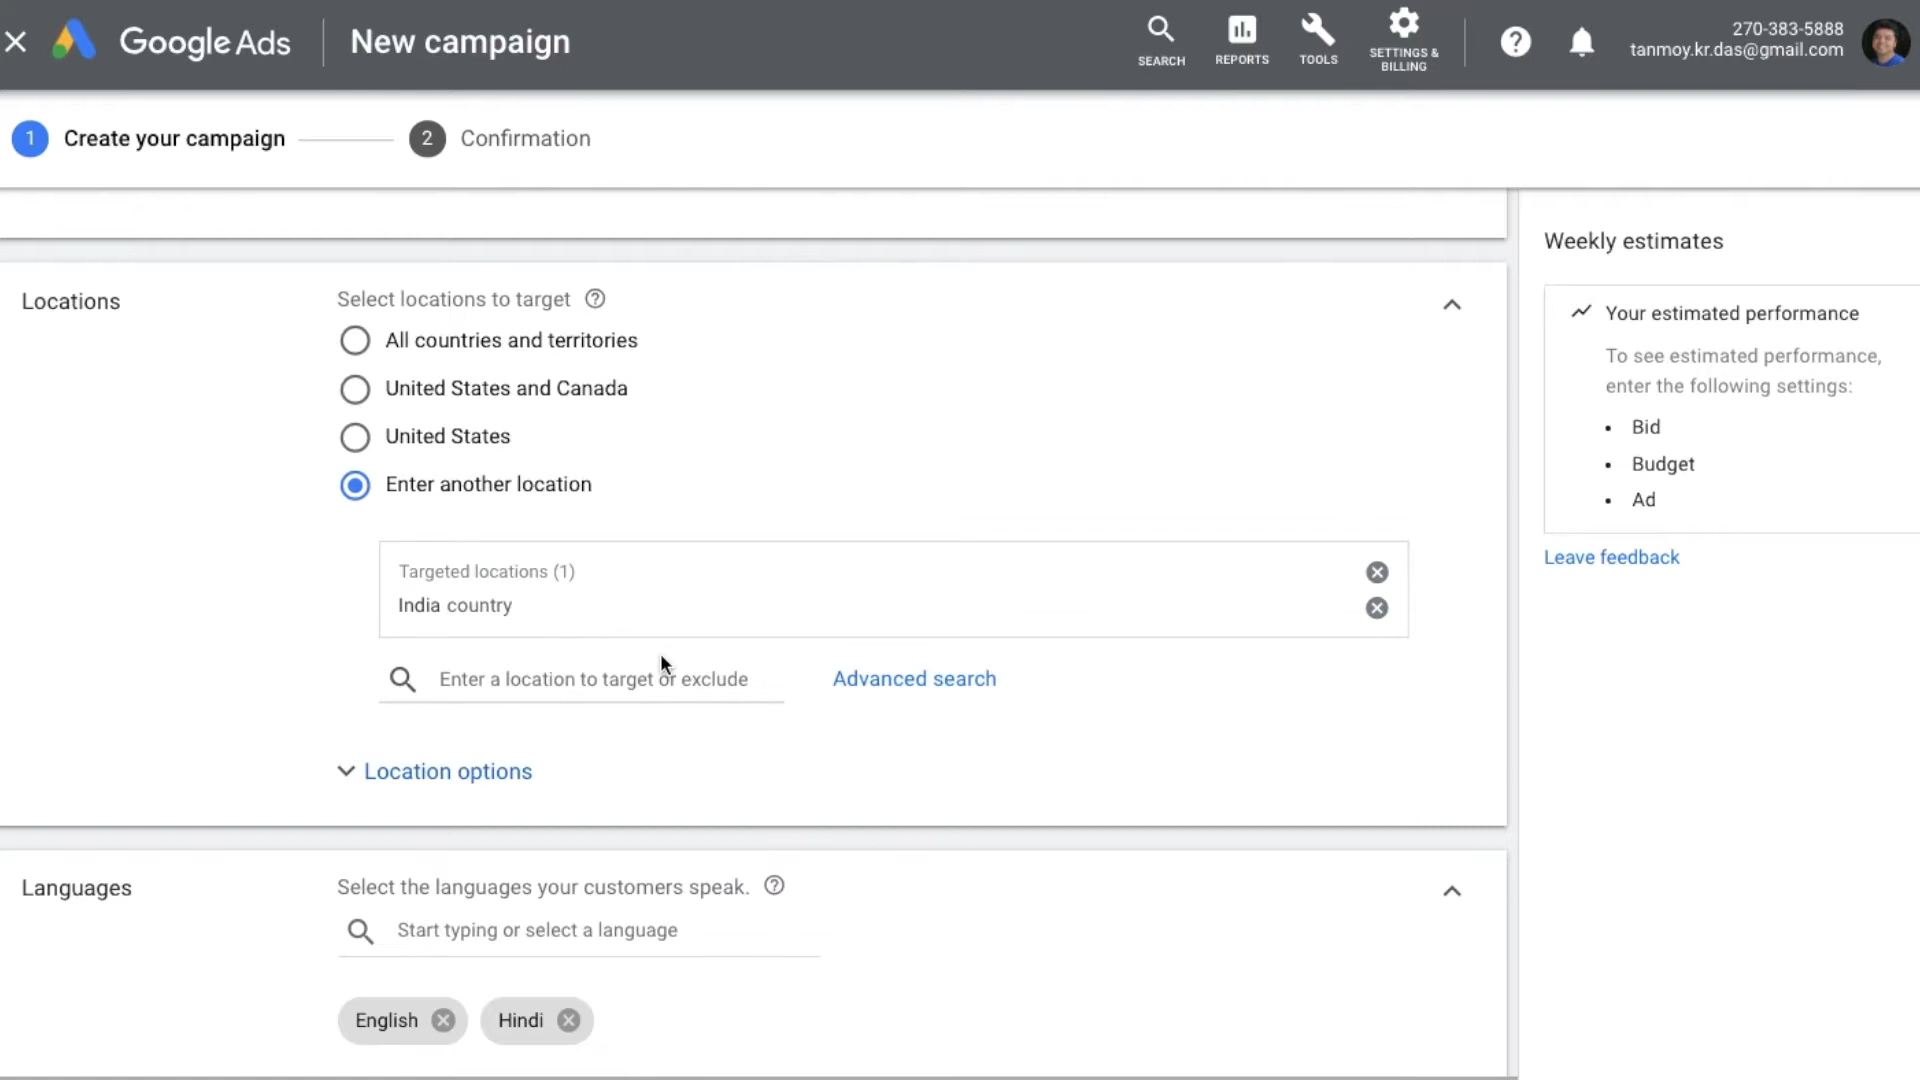 Google Ads
New campaign
SEARCH
REPORTS
TOOLS
SETTINGS &
BILLING
270-383-5888
tanmoy.kr.das@gmail.com
1 Create your campaign
2 Confirmation
Locations
Select locations to target
All countries and territories
United States and Canada
United States
Enter another location
Targeted locations (1)
India country
Enter a location to target or exclude
Advanced search
Location options
Languages
Select the languages your customers speak.
Start typing or select a language
English
Hindi
Weekly estimates
Your estimated performance
To see estimated performance,
enter the following settings:
• Bid
• Budget
• Ad
Leave feedback